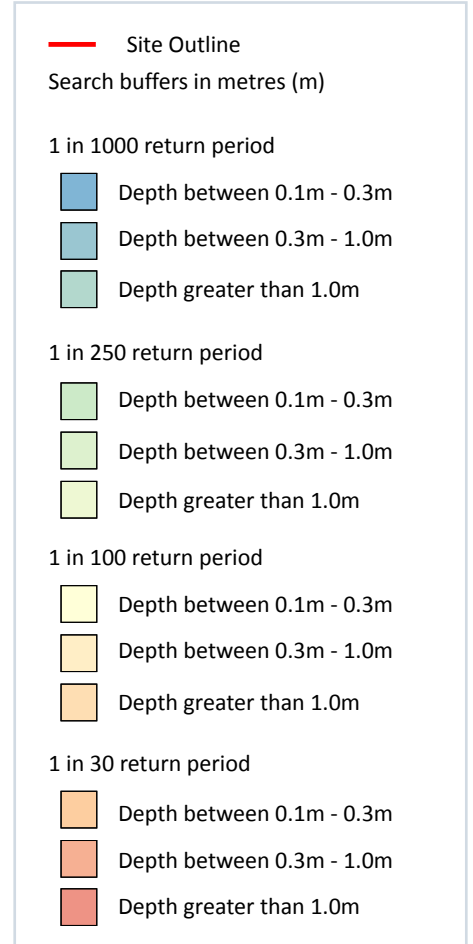 Site Outline
Search buffers in metres (m)
1 in 1000 return period
Depth between 0.1m - 0.3m
Depth between 0.3m - 1.0m
Depth greater than 1.0m
1 in 250 return period
Depth between 0.1m - 0.3m
Depth between 0.3m - 1.0m
Depth greater than 1.0m
1 in 100 return period
Depth between 0.1m - 0.3m
Depth between 0.3m - 1.0m
Depth greater than 1.0m
1 in 30 return period
Depth between 0.1m - 0.3m
Depth between 0.3m - 1.0m
Depth greater than 1.0m